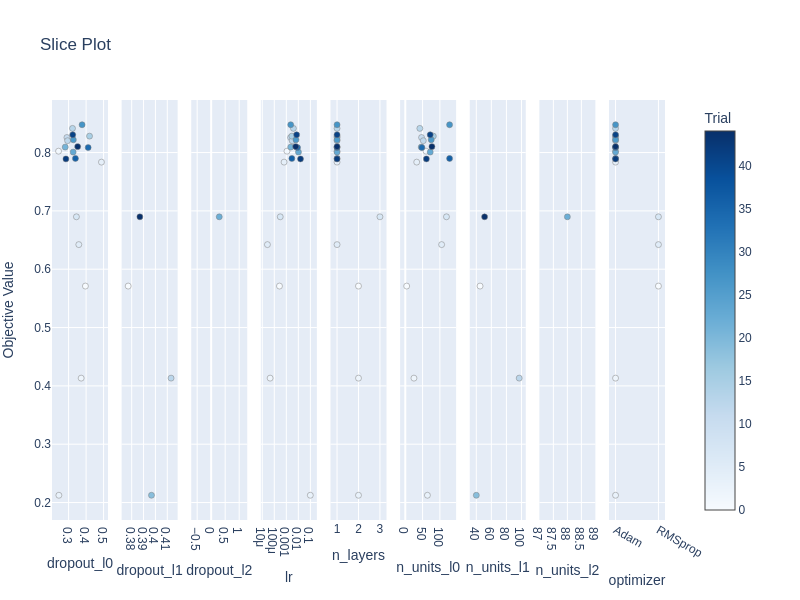 Slice Plot
Trial
Objective Value
0.8
0.7
0.6
0.5
0.4
0.3
0.2
0.3 0.4 0.5
dropout_l0
0.38 0.39 0.4 0.41
dropout_l1
−0.5 0 0.5 1
dropout_l2
10μ 100μ 0.001 0.01 0.1
lr
1 2 3
n_layers
0 50 100
n_units_l0
40 60 80 100
n_units_l1
87 87.5 88 88.5 89
n_units_l2
Adam RMSprop
optimizer
40
35
30
25
20
15
10
5
0